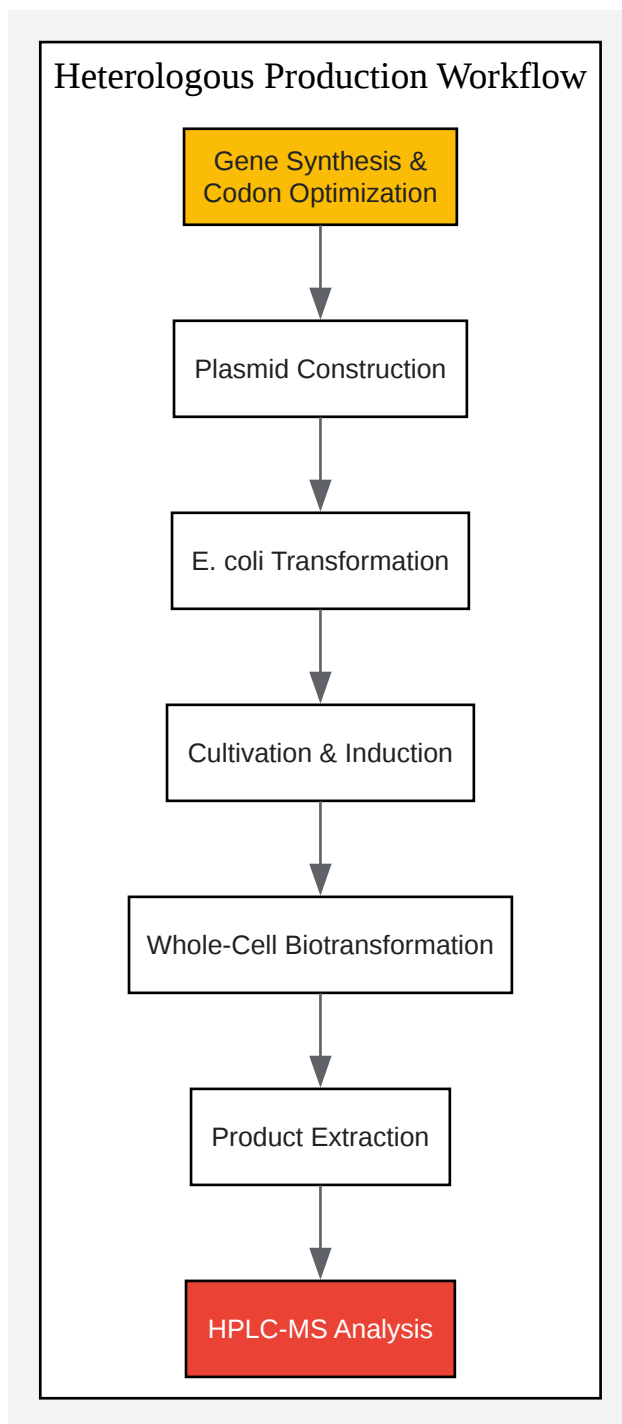 Heterologous Production Workflow
Gene Synthesis &
Codon Optimization
Plasmid Construction
E. coli Transformation
Cultivation & Induction
Whole-Cell Biotransformation
Product Extraction
HPLC-MS Analysis